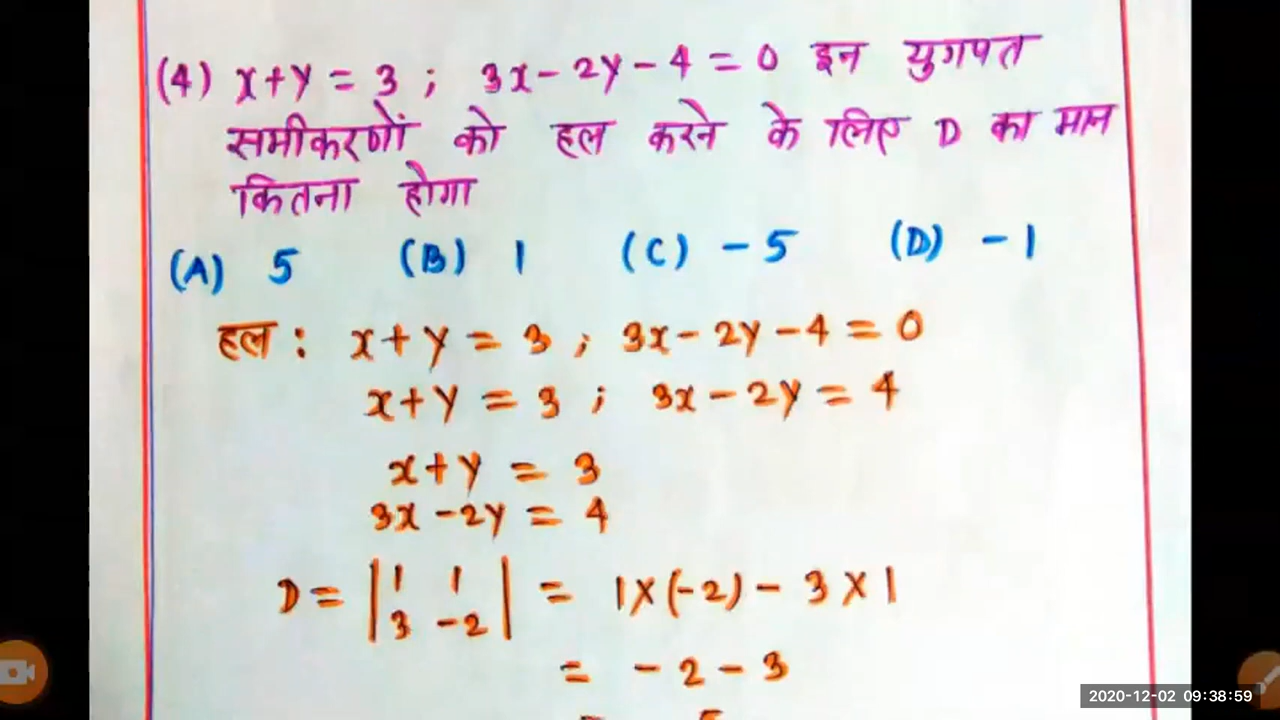 (4) x+y = 3 ; 3x-2y-4=0 इन युगपत
समीकरणों को हल करने के लिए D का मान
कितना होगा
(A) 5 (B) 1 (C) -5 (D) -1
हल : x+y = 3 ; 3x-2y-4=0
x+y = 3 ; 3x-2y = 4
x+y = 3
3x-2y = 4
D = | 1 1 | = 1×(-2) - 3×1
3 -2
= -2-3
2020-12-02 09:38:59